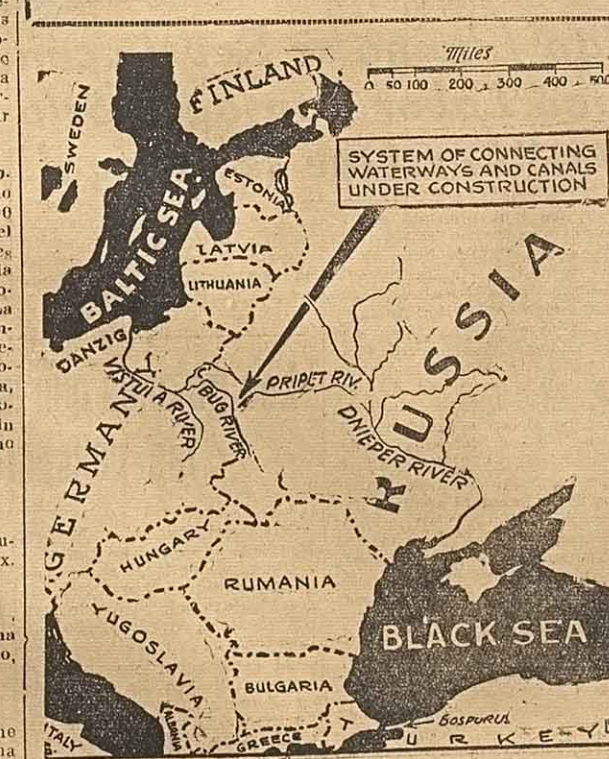 Miles
0 50 100 200 300 400 500
FINLAND
SWEDEN
SYSTEM OF CONNECTING
WATERWAYS AND CANALS
UNDER CONSTRUCTION
ESTONIA
BALTIC SEA
LATVIA
LITHUANIA
RUSSIA
DANZIG
VISTULA RIVER
BUG RIVER
PRIPET RIV.
DNIEPER RIVER
GERMANY
HUNGARY
RUMANIA
YUGOSLAVIA
BLACK SEA
BULGARIA
BOSPORUS
ALBANIA
GREECE
TURKEY
ITALY